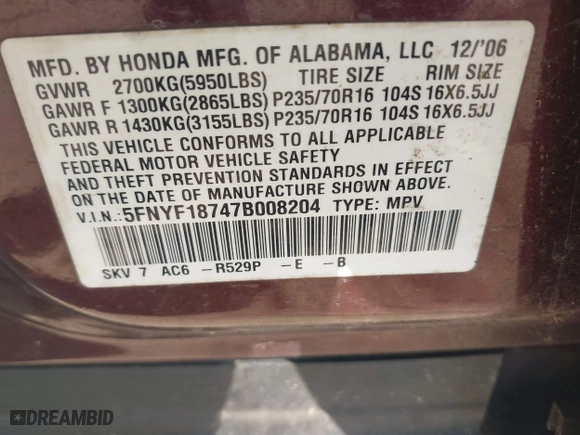 MFD. BY HONDA MFG. OF ALABAMA, LLC 12/'06
GVWR 2700KG(5950LBS) TIRE SIZE RIM SIZE
GAWR F 1300KG(2865LBS) P235/70R16 104S 16X6.5JJ
GAWR R 1430KG(3155LBS) P235/70R16 104S 16X6.5JJ
THIS VEHICLE CONFORMS TO ALL APPLICABLE
FEDERAL MOTOR VEHICLE SAFETY
AND THEFT PREVENTION STANDARDS IN EFFECT
ON THE DATE OF MANUFACTURE SHOWN ABOVE.
V.I.N.:5FNYF18747B008204 TYPE: MPV
SKV 7 AC6 -R529P -E -B
DREAMBID